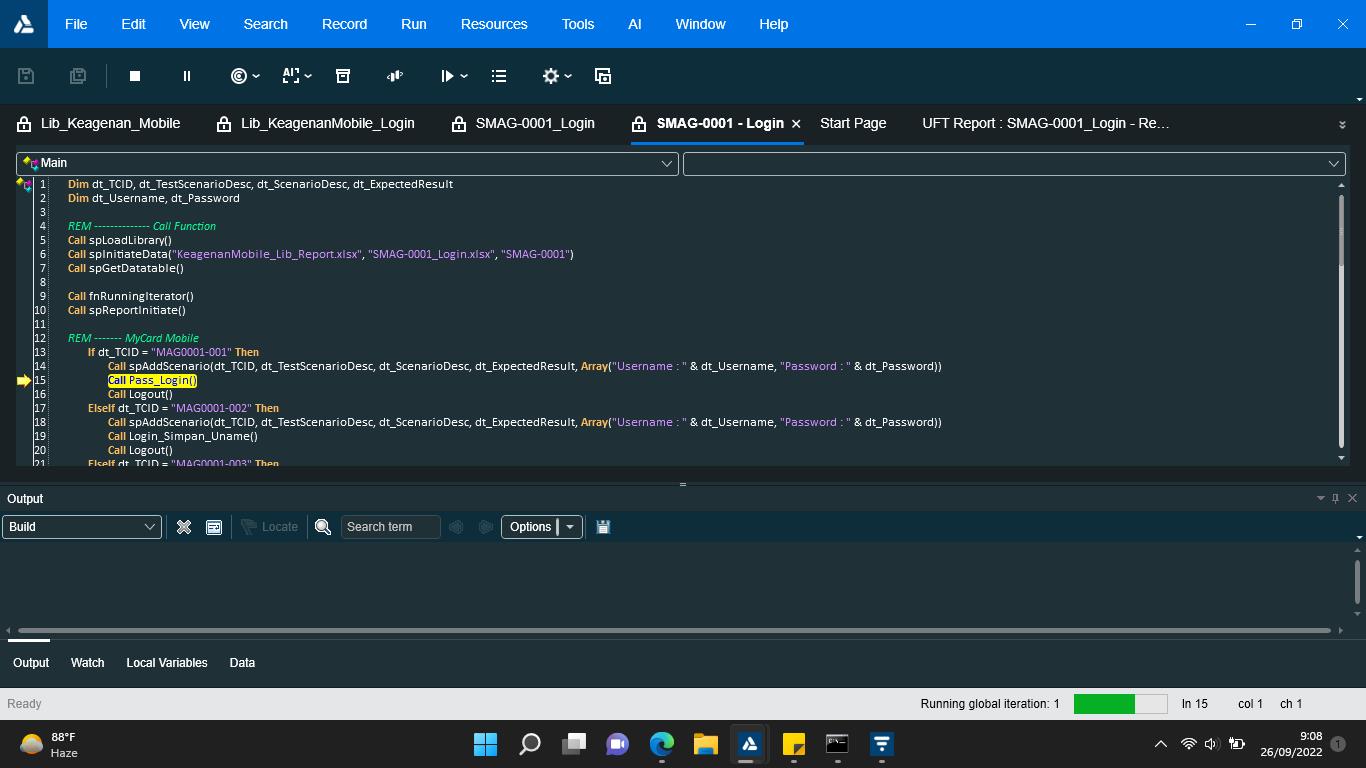 File Edit View Search Record Run Resources Tools AI Window Help
Lib_Keagenan_Mobile Lib_KeagenanMobile_Login SMAG-0001_Login SMAG-0001 - Login Start Page UFT Report : SMAG-0001_Login - Re...
Main
1 Dim dt_TCID, dt_TestScenarioDesc, dt_ScenarioDesc, dt_ExpectedResult
2 Dim dt_Username, dt_Password
3
4 REM -------------- Call Function
5 Call spLoadLibrary()
6 Call spInitiateData("KeagenanMobile_Lib_Report.xlsx", "SMAG-0001_Login.xlsx", "SMAG-0001")
7 Call spGetDatatable()
8
9 Call fnRunningIterator()
10 Call spReportInitiate()
11
12 REM ------- MyCard Mobile
13 If dt_TCID = "MAG0001-001" Then
14 Call spAddScenario(dt_TCID, dt_TestScenarioDesc, dt_ScenarioDesc, dt_ExpectedResult, Array("Username : " & dt_Username, "Password : " & dt_Password))
15 Call Pass_Login()
16 Call Logout()
17 ElseIf dt_TCID = "MAG0001-002" Then
18 Call spAddScenario(dt_TCID, dt_TestScenarioDesc, dt_ScenarioDesc, dt_ExpectedResult, Array("Username : " & dt_Username, "Password : " & dt_Password))
19 Call Login_Simpan_Uname()
20 Call Logout()
21 ElseIf dt_TCID = "MAG0001-003" Then
Output
Build Locate Search term Options
Output Watch Local Variables Data
Ready Running global iteration: 1 ln 15 col 1 ch 1
88°F
Haze
9:08
26/09/2022 1